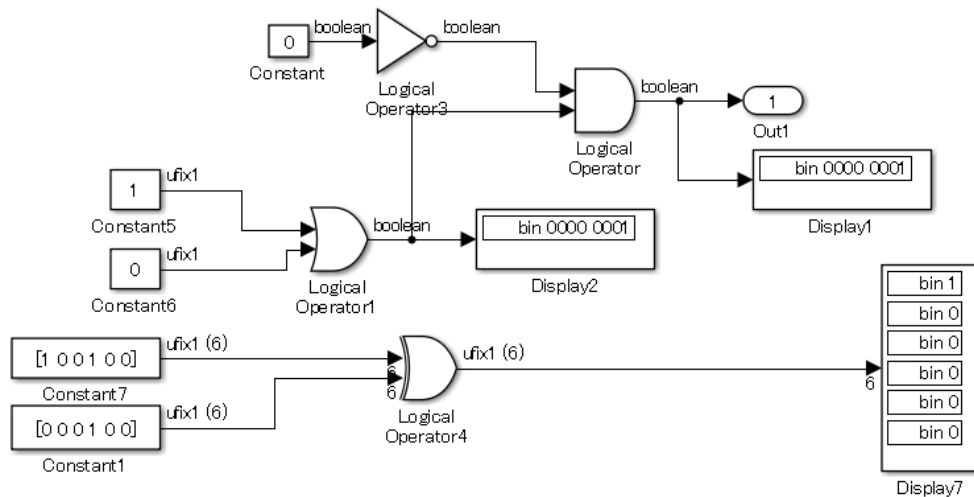 0
boolean
boolean
Constant
Logical
Operator3
boolean
1
Out1
Logical
Operator
bin 0000 0001
Display1
1
ufix1
Constant5
0
ufix1
Constant6
boolean
Logical
Operator1
bin 0000 0001
Display2
[1 0 0 1 0 0]
ufix1 (6)
Constant7
[0 0 0 1 0 0]
ufix1 (6)
Constant1
6
6
Logical
Operator4
ufix1 (6)
6
bin 1
bin 0
bin 0
bin 0
bin 0
bin 0
Display7